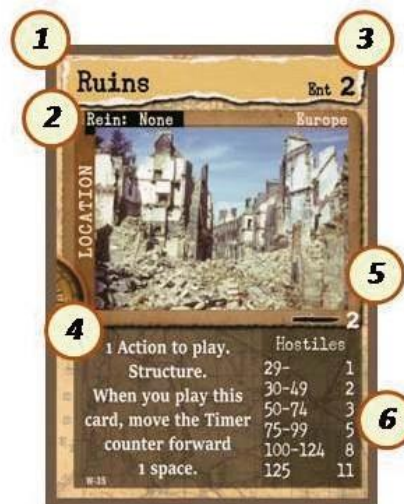 1
3
Ruins
Ent 2
2
Rein: None
Europe
LOCATION
5
2
4
1 Action to play.
Structure.
When you play this
card, move the Timer
counter forward
1 space.
Hostiles
29- 1
30-49 2
50-74 3
75-99 5
100-124 8
125 11
6
W-35